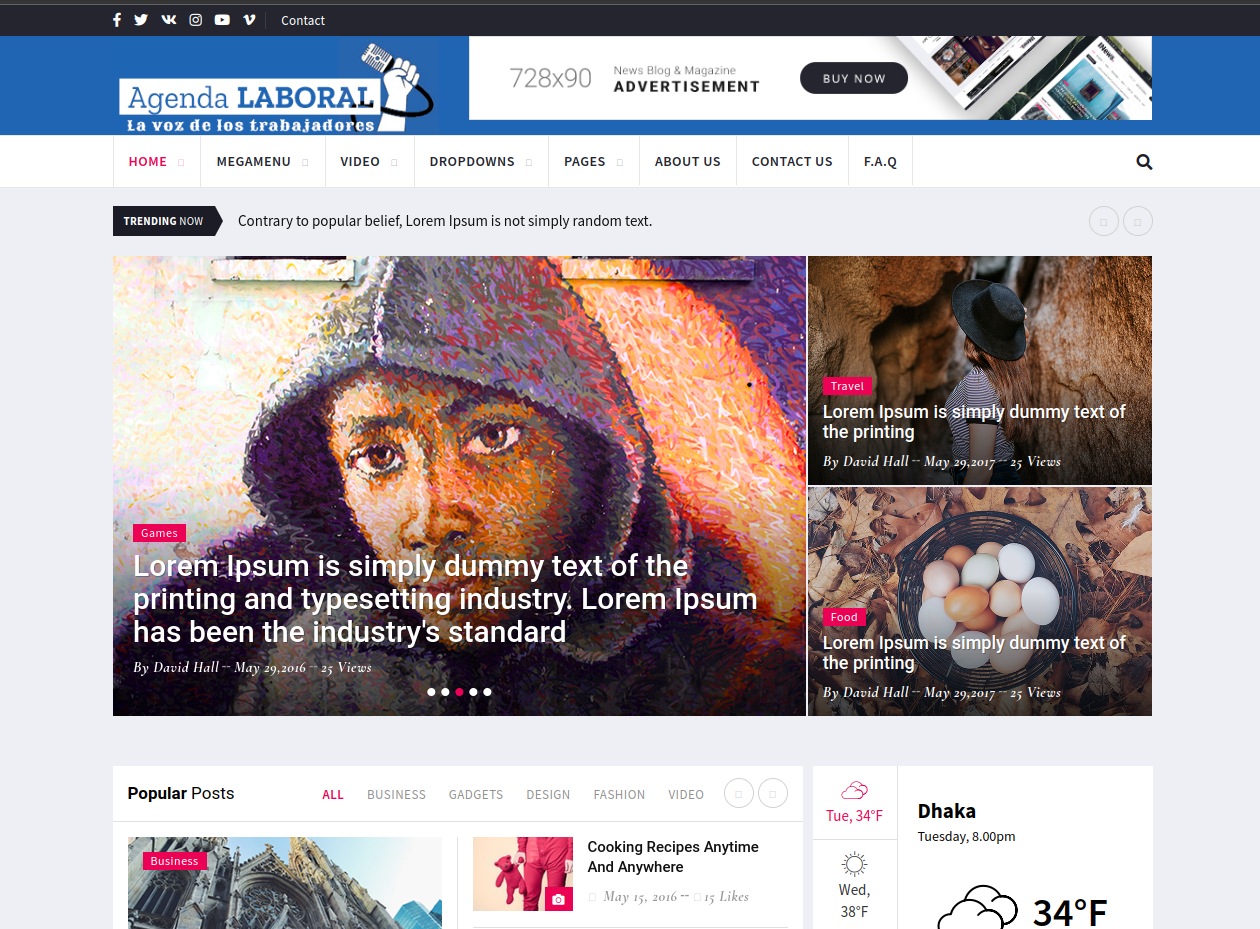 Contact
Agenda LABORAL
La voz de los trabajadores
728x90
News Blog & Magazine
ADVERTISEMENT
BUY NOW
HOME MEGAMENU VIDEO DROPDOWNS PAGES ABOUT US CONTACT US F.A.Q
TRENDING NOW
Contrary to popular belief, Lorem Ipsum is not simply random text.
Games
Lorem Ipsum is simply dummy text of the
printing and typesetting industry. Lorem Ipsum
has been the industry's standard
By David Hall -- May 29,2016 -- 25 Views
Travel
Lorem Ipsum is simply dummy text of
the printing
By David Hall -- May 29,2017 -- 25 Views
Food
Lorem Ipsum is simply dummy text of
the printing
By David Hall -- May 29,2017 -- 25 Views
Popular Posts
ALL BUSINESS GADGETS DESIGN FASHION VIDEO
Business
Cooking Recipes Anytime
And Anywhere
May 15, 2016 -- 15 Likes
Tue, 34°F
Wed,
38°F
Dhaka
Tuesday, 8.00pm
34°F